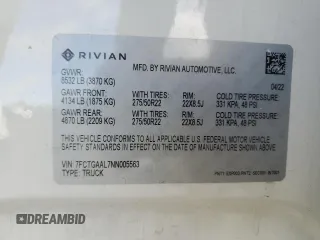 RIVIAN
MFD. BY RIVIAN AUTOMOTIVE, LLC.
GVWR:
8532 LB (3870 KG)
04/22
GAWR FRONT: WITH TIRES: RIM: COLD TIRE PRESSURE:
4134 LB (1875 KG) 275/50R22 22X8.5J 331 KPA, 48 PSI
GAWR REAR: WITH TIRES: RIM: COLD TIRE PRESSURE:
4870 LB (2209 KG) 275/50R22 22X8.5J 331 KPA, 48 PSI
THIS VEHICLE CONFORMS TO ALL APPLICABLE U.S. FEDERAL MOTOR VEHICLE
SAFETY, BUMPER, AND THEFT PREVENTION STANDARDS IN EFFECT ON THE
DATE OF MANUFACTURE SHOWN ABOVE.
VIN: 7FCTGAAL7NN005563
TYPE: TRUCK
DREAMBID